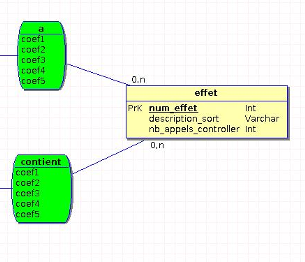 a
coef1
coef2
coef3
coef4
coef5
0,n
effet
PrK num_effet Int
description_sort Varchar
nb_appels_controller Int
0,n
contient
coef1
coef2
coef3
coef4
coef5